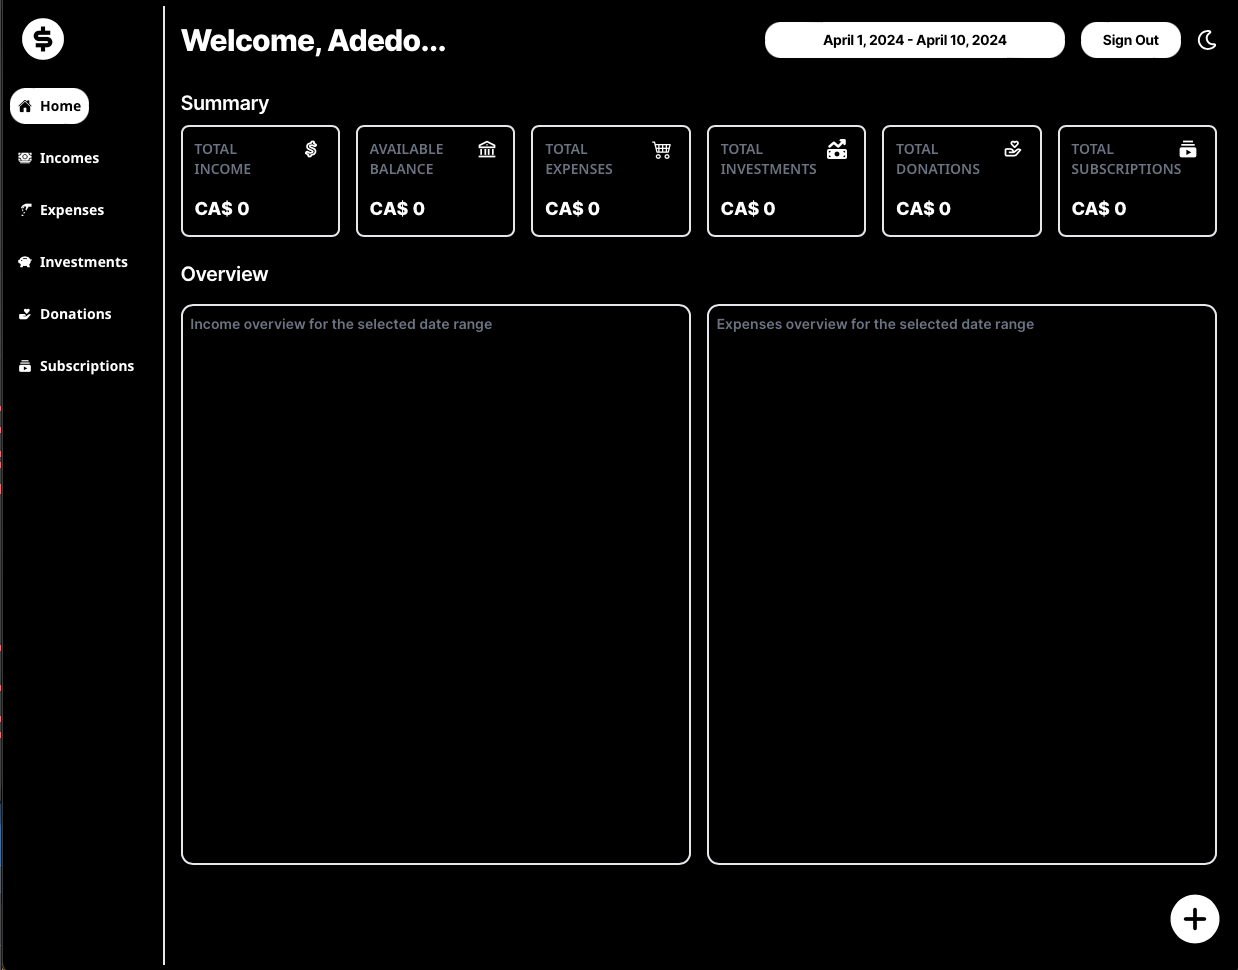 Welcome, Adedo...
April 1, 2024 - April 10, 2024
Sign Out
Home
Incomes
Expenses
Investments
Donations
Subscriptions
Summary
TOTAL
INCOME
CA$ 0
AVAILABLE
BALANCE
CA$ 0
TOTAL
EXPENSES
CA$ 0
TOTAL
INVESTMENTS
CA$ 0
TOTAL
DONATIONS
CA$ 0
TOTAL
SUBSCRIPTIONS
CA$ 0
Overview
Income overview for the selected date range
Expenses overview for the selected date range